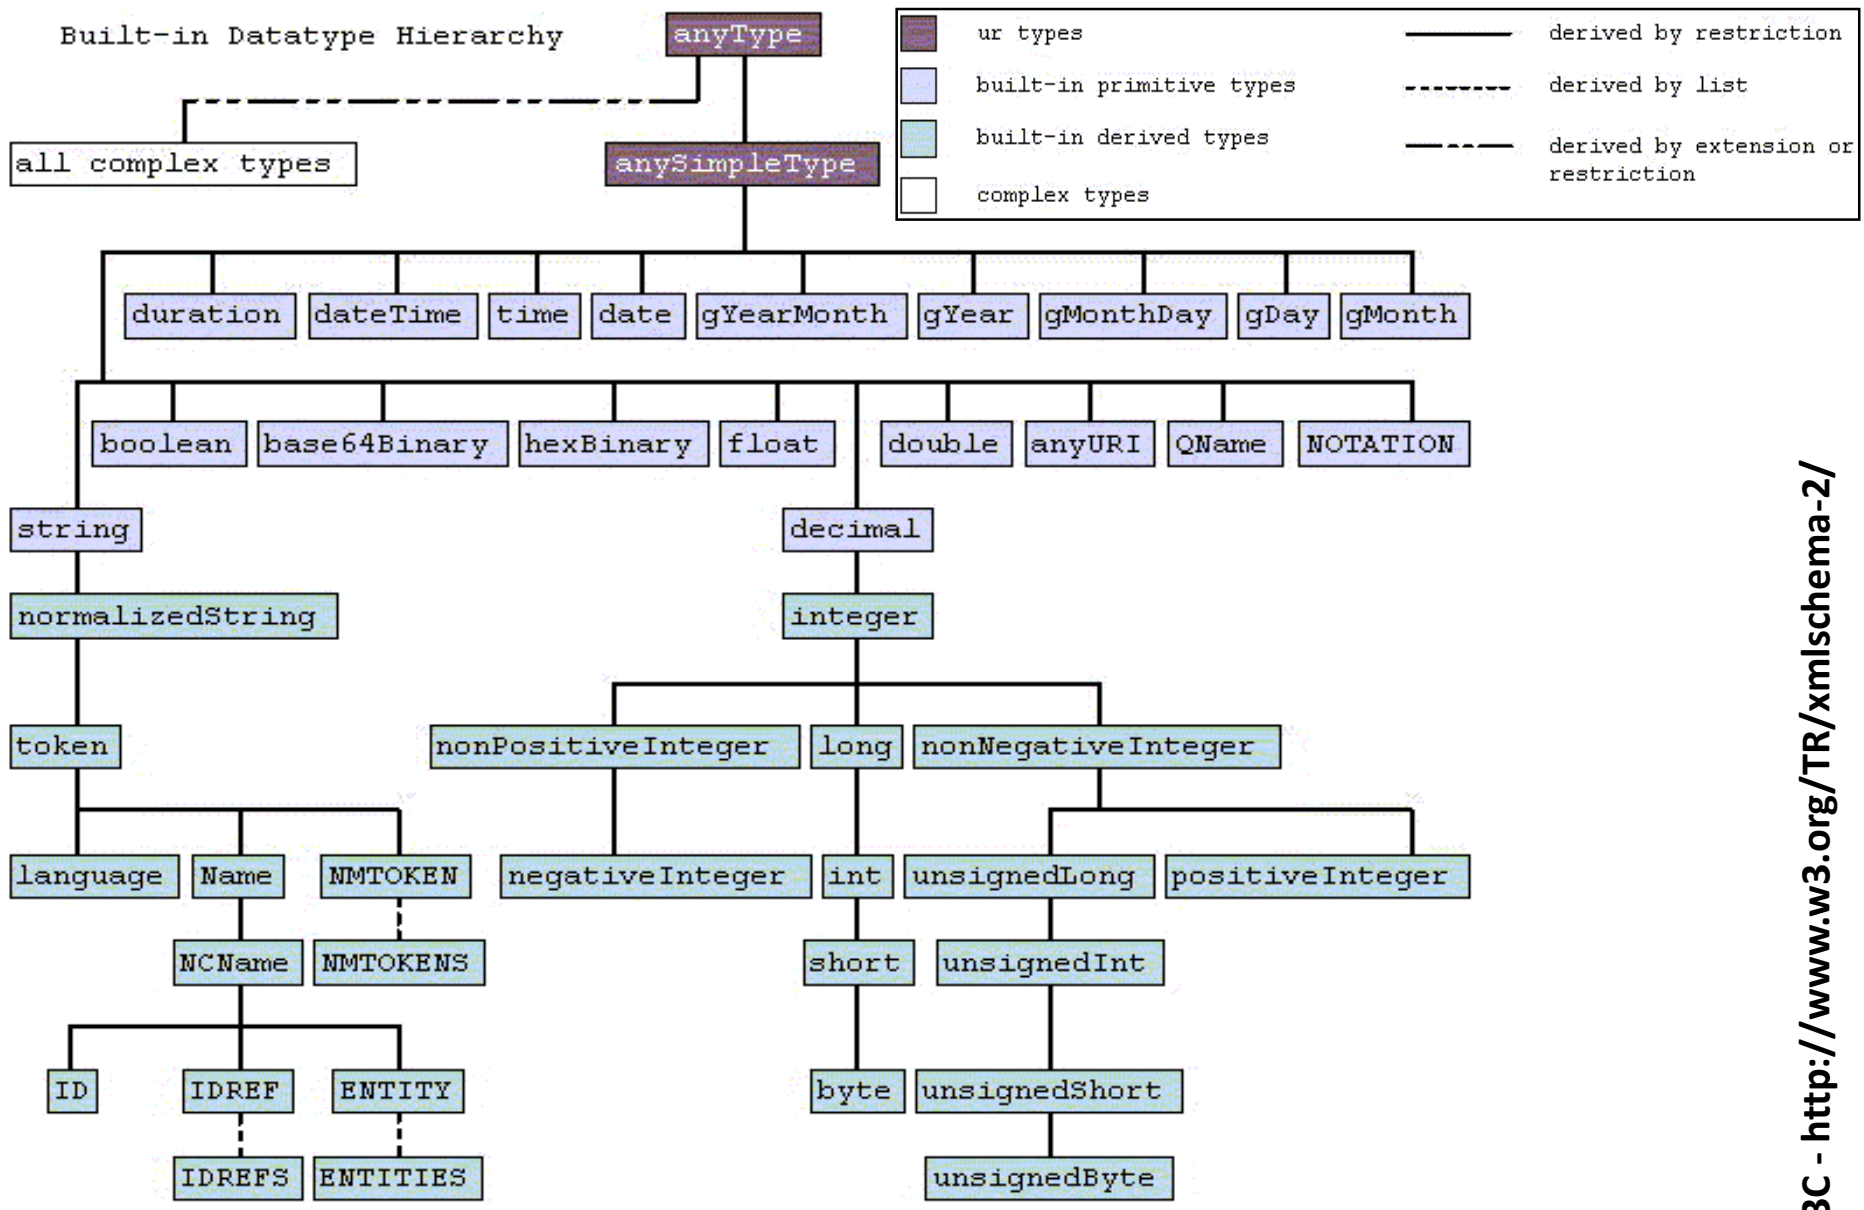 Built-in Datatype Hierarchy
anyType
ur types
derived by restriction
built-in primitive types
derived by list
built-in derived types
derived by extension or
restriction
complex types
all complex types
anySimpleType
duration dateTime time date gYearMonth gYear gMonthDay gDay gMonth
boolean base64Binary hexBinary float double anyURI QName NOTATION
string decimal
normalizedString integer
token nonPositiveInteger long nonNegativeInteger
language Name NMTOKEN negativeInteger int unsignedLong positiveInteger
NCName NMTOKENS short unsignedInt
ID IDREF ENTITY byte unsignedShort
IDREFS ENTITIES unsignedByte
3C - http://www.w3.org/TR/xmlschema-2/